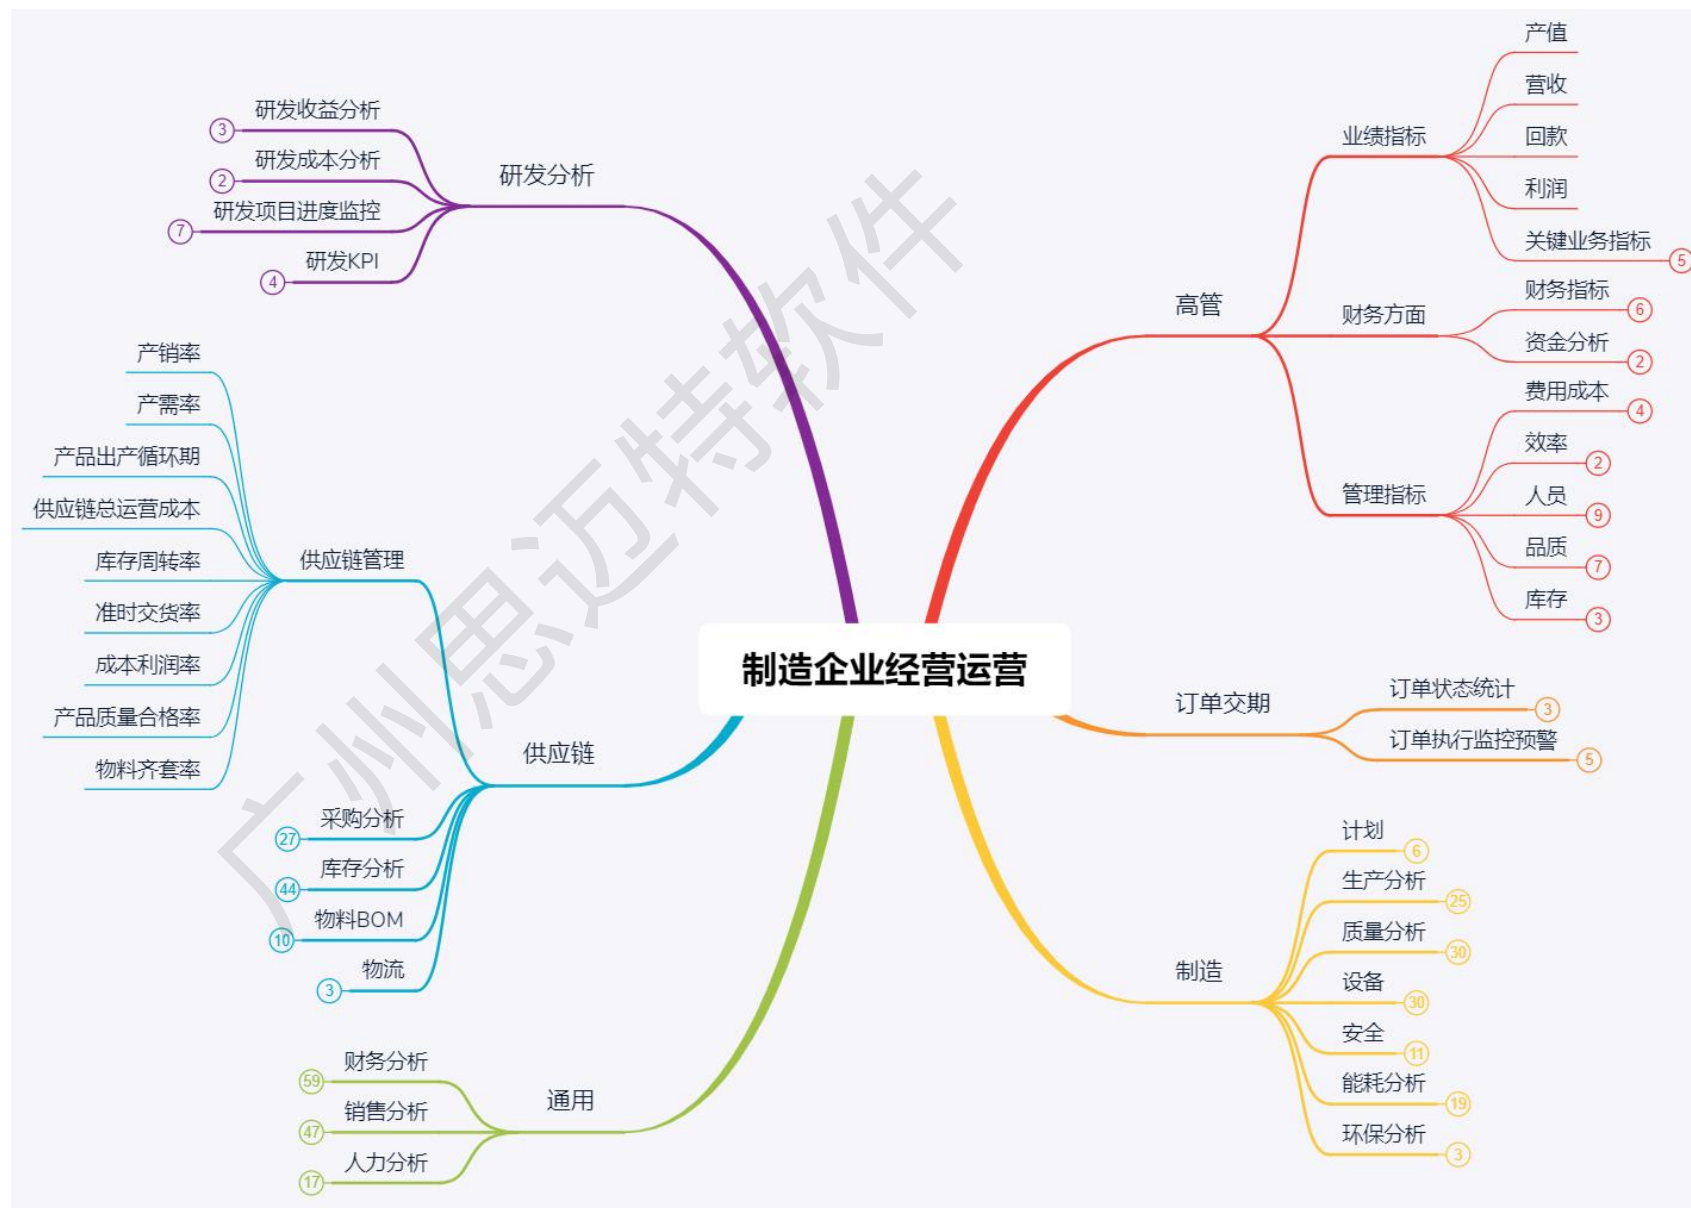 制造企业经营运营
高管
业绩指标
产值
营收
回款
利润
关键业务指标 5
财务方面
财务指标 6
资金分析 2
管理指标
费用成本 4
效率 2
人员 9
品质 7
库存 3
订单交期
订单状态统计 3
订单执行监控预警 5
制造
计划 6
生产分析 25
质量分析 30
设备 30
安全 11
能耗分析 19
环保分析 3
研发分析
研发收益分析 3
研发成本分析 2
研发项目进度监控 7
研发KPI 4
供应链
供应链管理
产销率
产需率
产品出产循环期
供应链总运营成本
库存周转率
准时交货率
成本利润率
产品质量合格率
物料齐套率
采购分析 27
库存分析 44
物料BOM 10
物流 3
通用
财务分析 59
销售分析 47
人力分析 17
广州思迈特软件